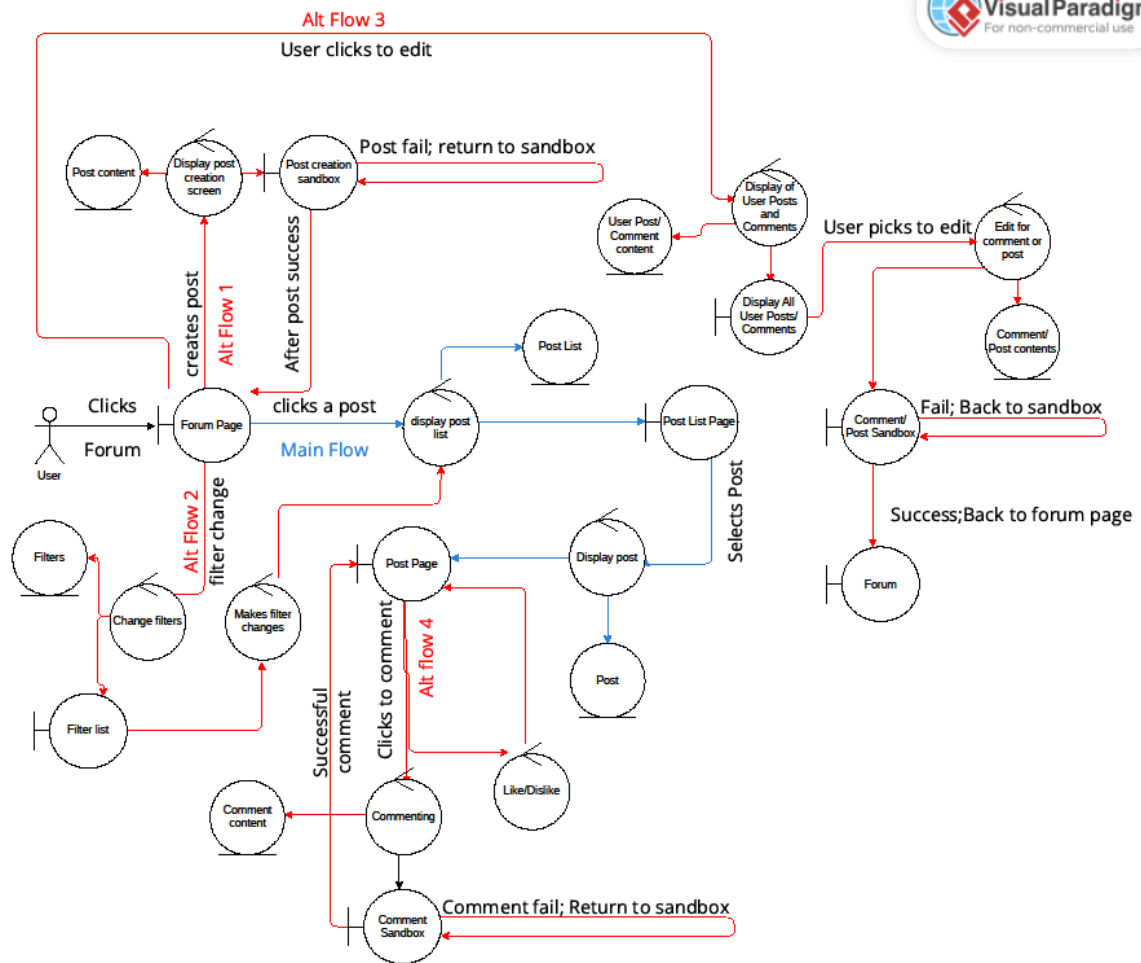 Alt Flow 3
User clicks to edit
VisualParadigm
For non-commercial use
Post content
Display post
creation
screen
Post creation
sandbox
Post fail; return to sandbox
Display of
User Posts
and
Comments
User Post/
Comment
content
User picks to edit
Edit for
comment or
post
Display All
User Posts/
Comments
Comment/
Post contents
creates post
Alt Flow 1
After post success
Post List
Clicks
Forum
User
Forum Page
clicks a post
Main Flow
display post
list
Post List Page
Comment/
Post Sandbox
Fail; Back to sandbox
Success;Back to forum page
Forum
Alt Flow 2
filter change
Selects Post
Filters
Change filters
Makes filter
changes
Post Page
Display post
Post
Filter list
Successful
comment
Clicks to comment
Alt flow 4
Like/Dislike
Comment
content
Commenting
Comment
Sandbox
Comment fail; Return to sandbox